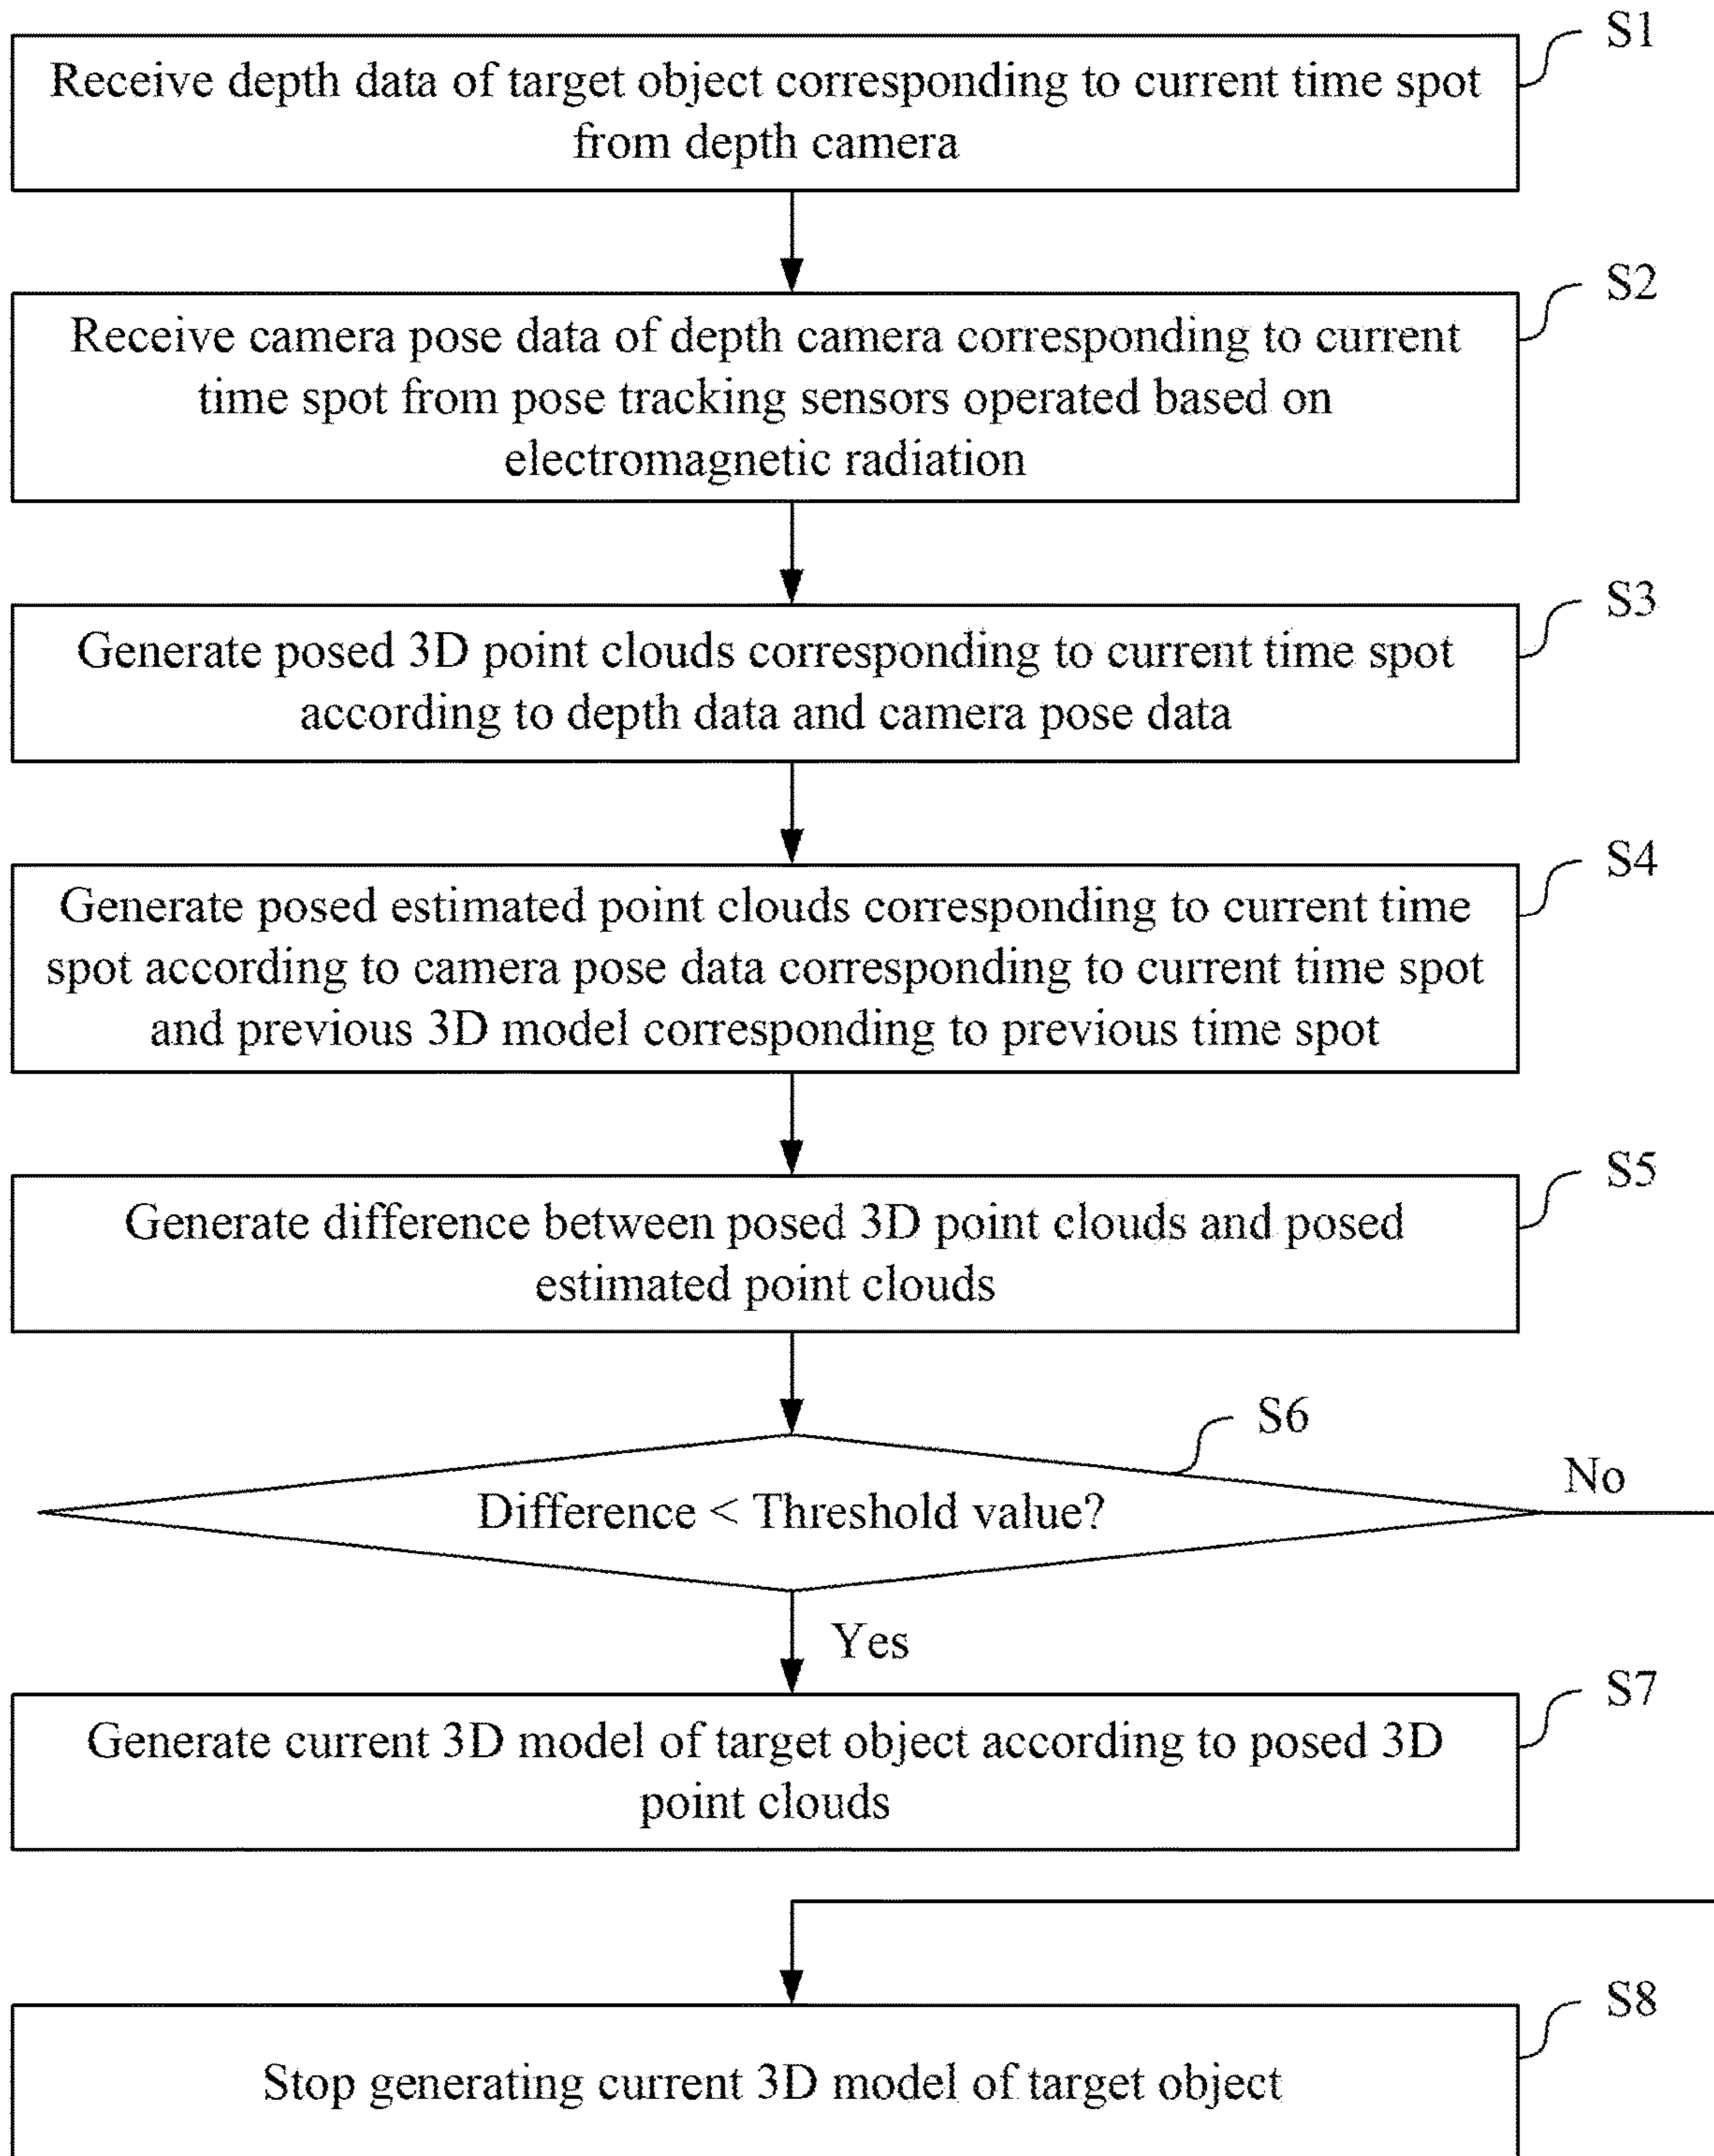 S1
Receive depth data of target object corresponding to current time spot
from depth camera
S2
Receive camera pose data of depth camera corresponding to current
time spot from pose tracking sensors operated based on
electromagnetic radiation
S3
Generate posed 3D point clouds corresponding to current time spot
according to depth data and camera pose data
S4
Generate posed estimated point clouds corresponding to current time
spot according to camera pose data corresponding to current time spot
and previous 3D model corresponding to previous time spot
S5
Generate difference between posed 3D point clouds and posed
estimated point clouds
S6
No
Difference < Threshold value?
Yes
S7
Generate current 3D model of target object according to posed 3D
point clouds
S8
Stop generating current 3D model of target object